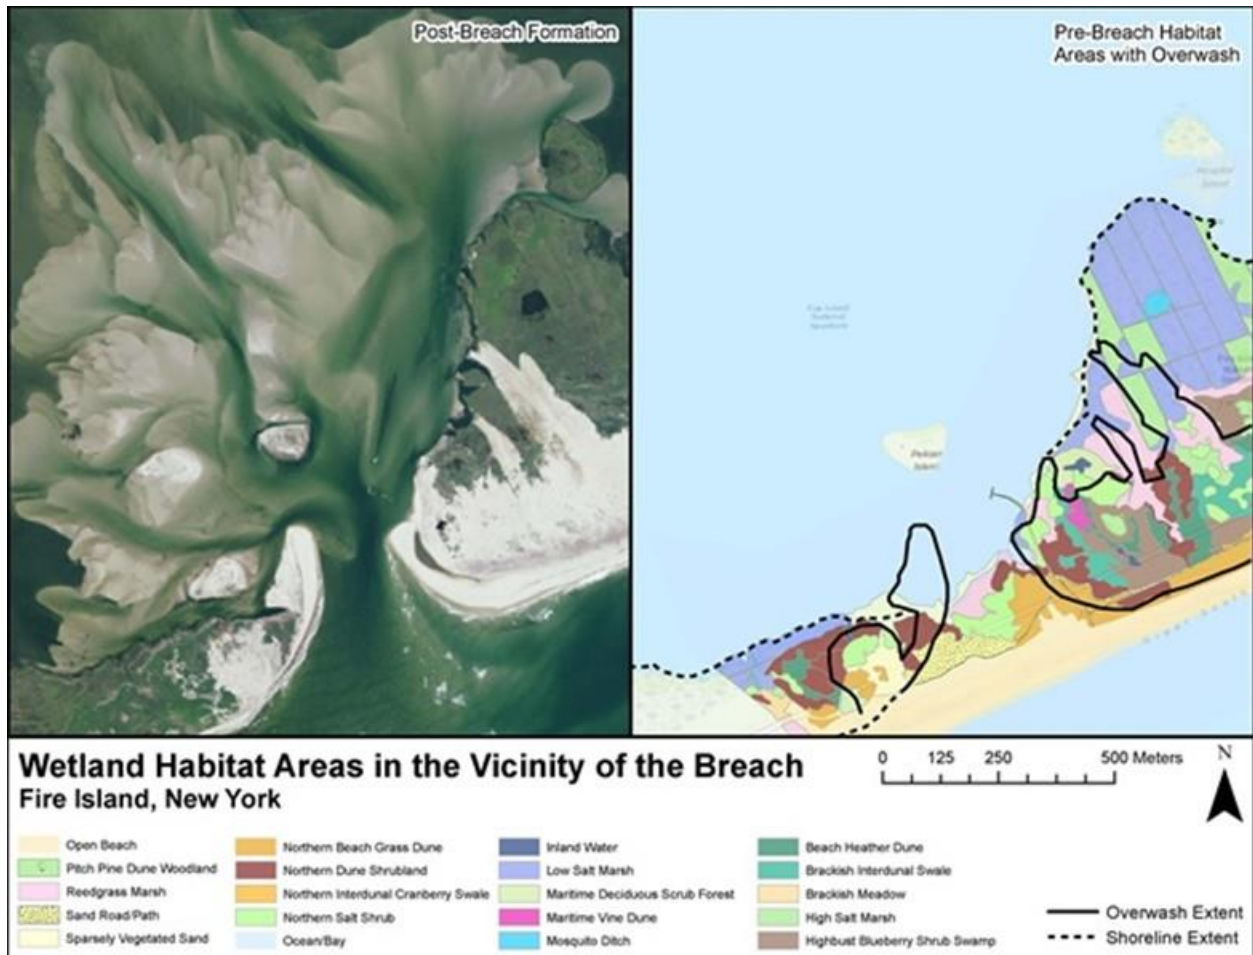 Post-Breach Formation
Pre-Breach Habitat
Areas with Overwash
Pelican
Island
Wetland Habitat Areas in the Vicinity of the Breach
Fire Island, New York
0 125 250 500 Meters
N
Open Beach
Pitch Pine Dune Woodland
Reedgrass Marsh
Sand Road/Path
Sparsely Vegetated Sand
Northern Beach Grass Dune
Northern Dune Shrubland
Northern Interdunal Cranberry Swale
Northern Salt Shrub
Ocean/Bay
Inland Water
Low Salt Marsh
Maritime Deciduous Scrub Forest
Maritime Vine Dune
Mosquito Ditch
Beach Heather Dune
Brackish Interdunal Swale
Brackish Meadow
High Salt Marsh
Highbust Blueberry Shrub Swamp
Overwash Extent
Shoreline Extent